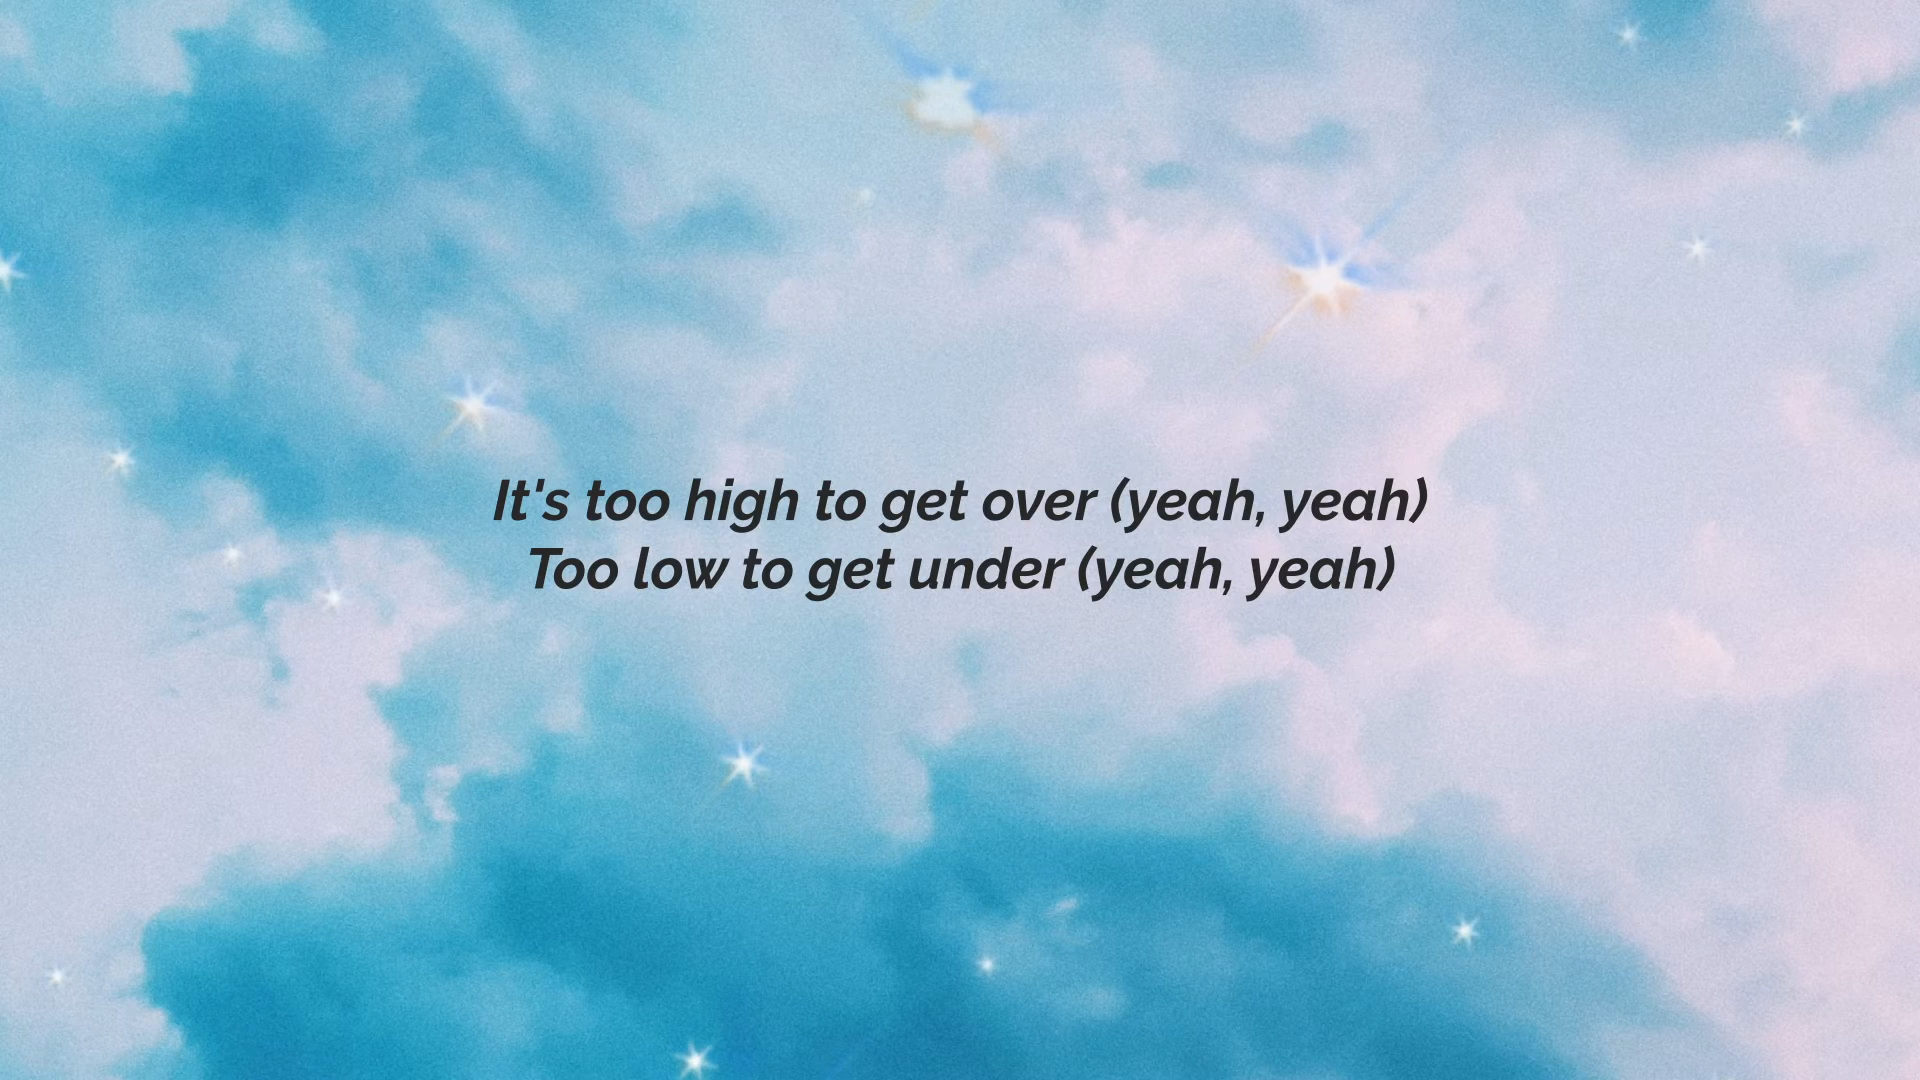 It's too high to get over (yeah, yeah)
Too low to get under (yeah, yeah)